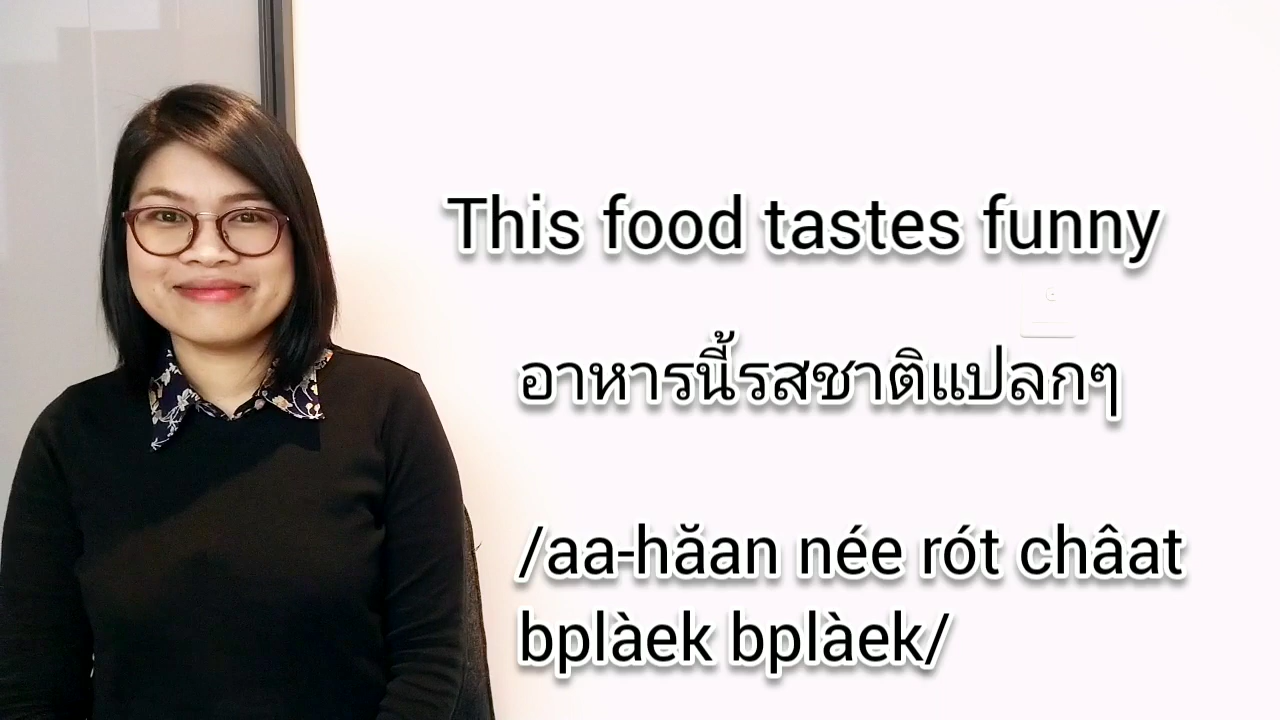 This food tastes funny
อาหารนี้รสชาติแปลกๆ
/aa-hăan née rót châat
bplàek bplàek/